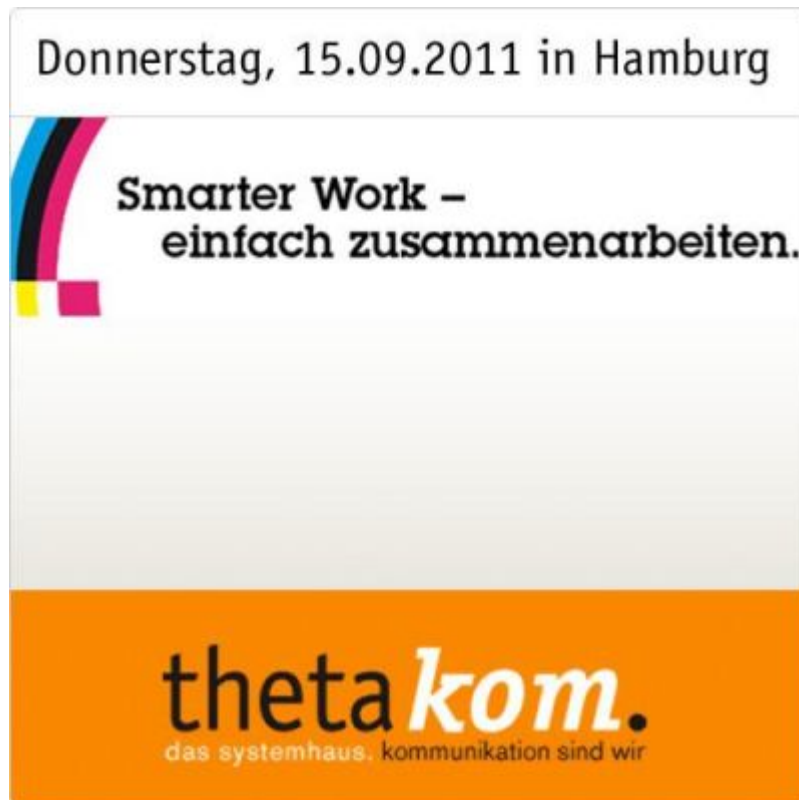 Donnerstag, 15.09.2011 in Hamburg
Smarter Work –
einfach zusammenarbeiten.
thetakom.
das systemhaus. kommunikation sind wir